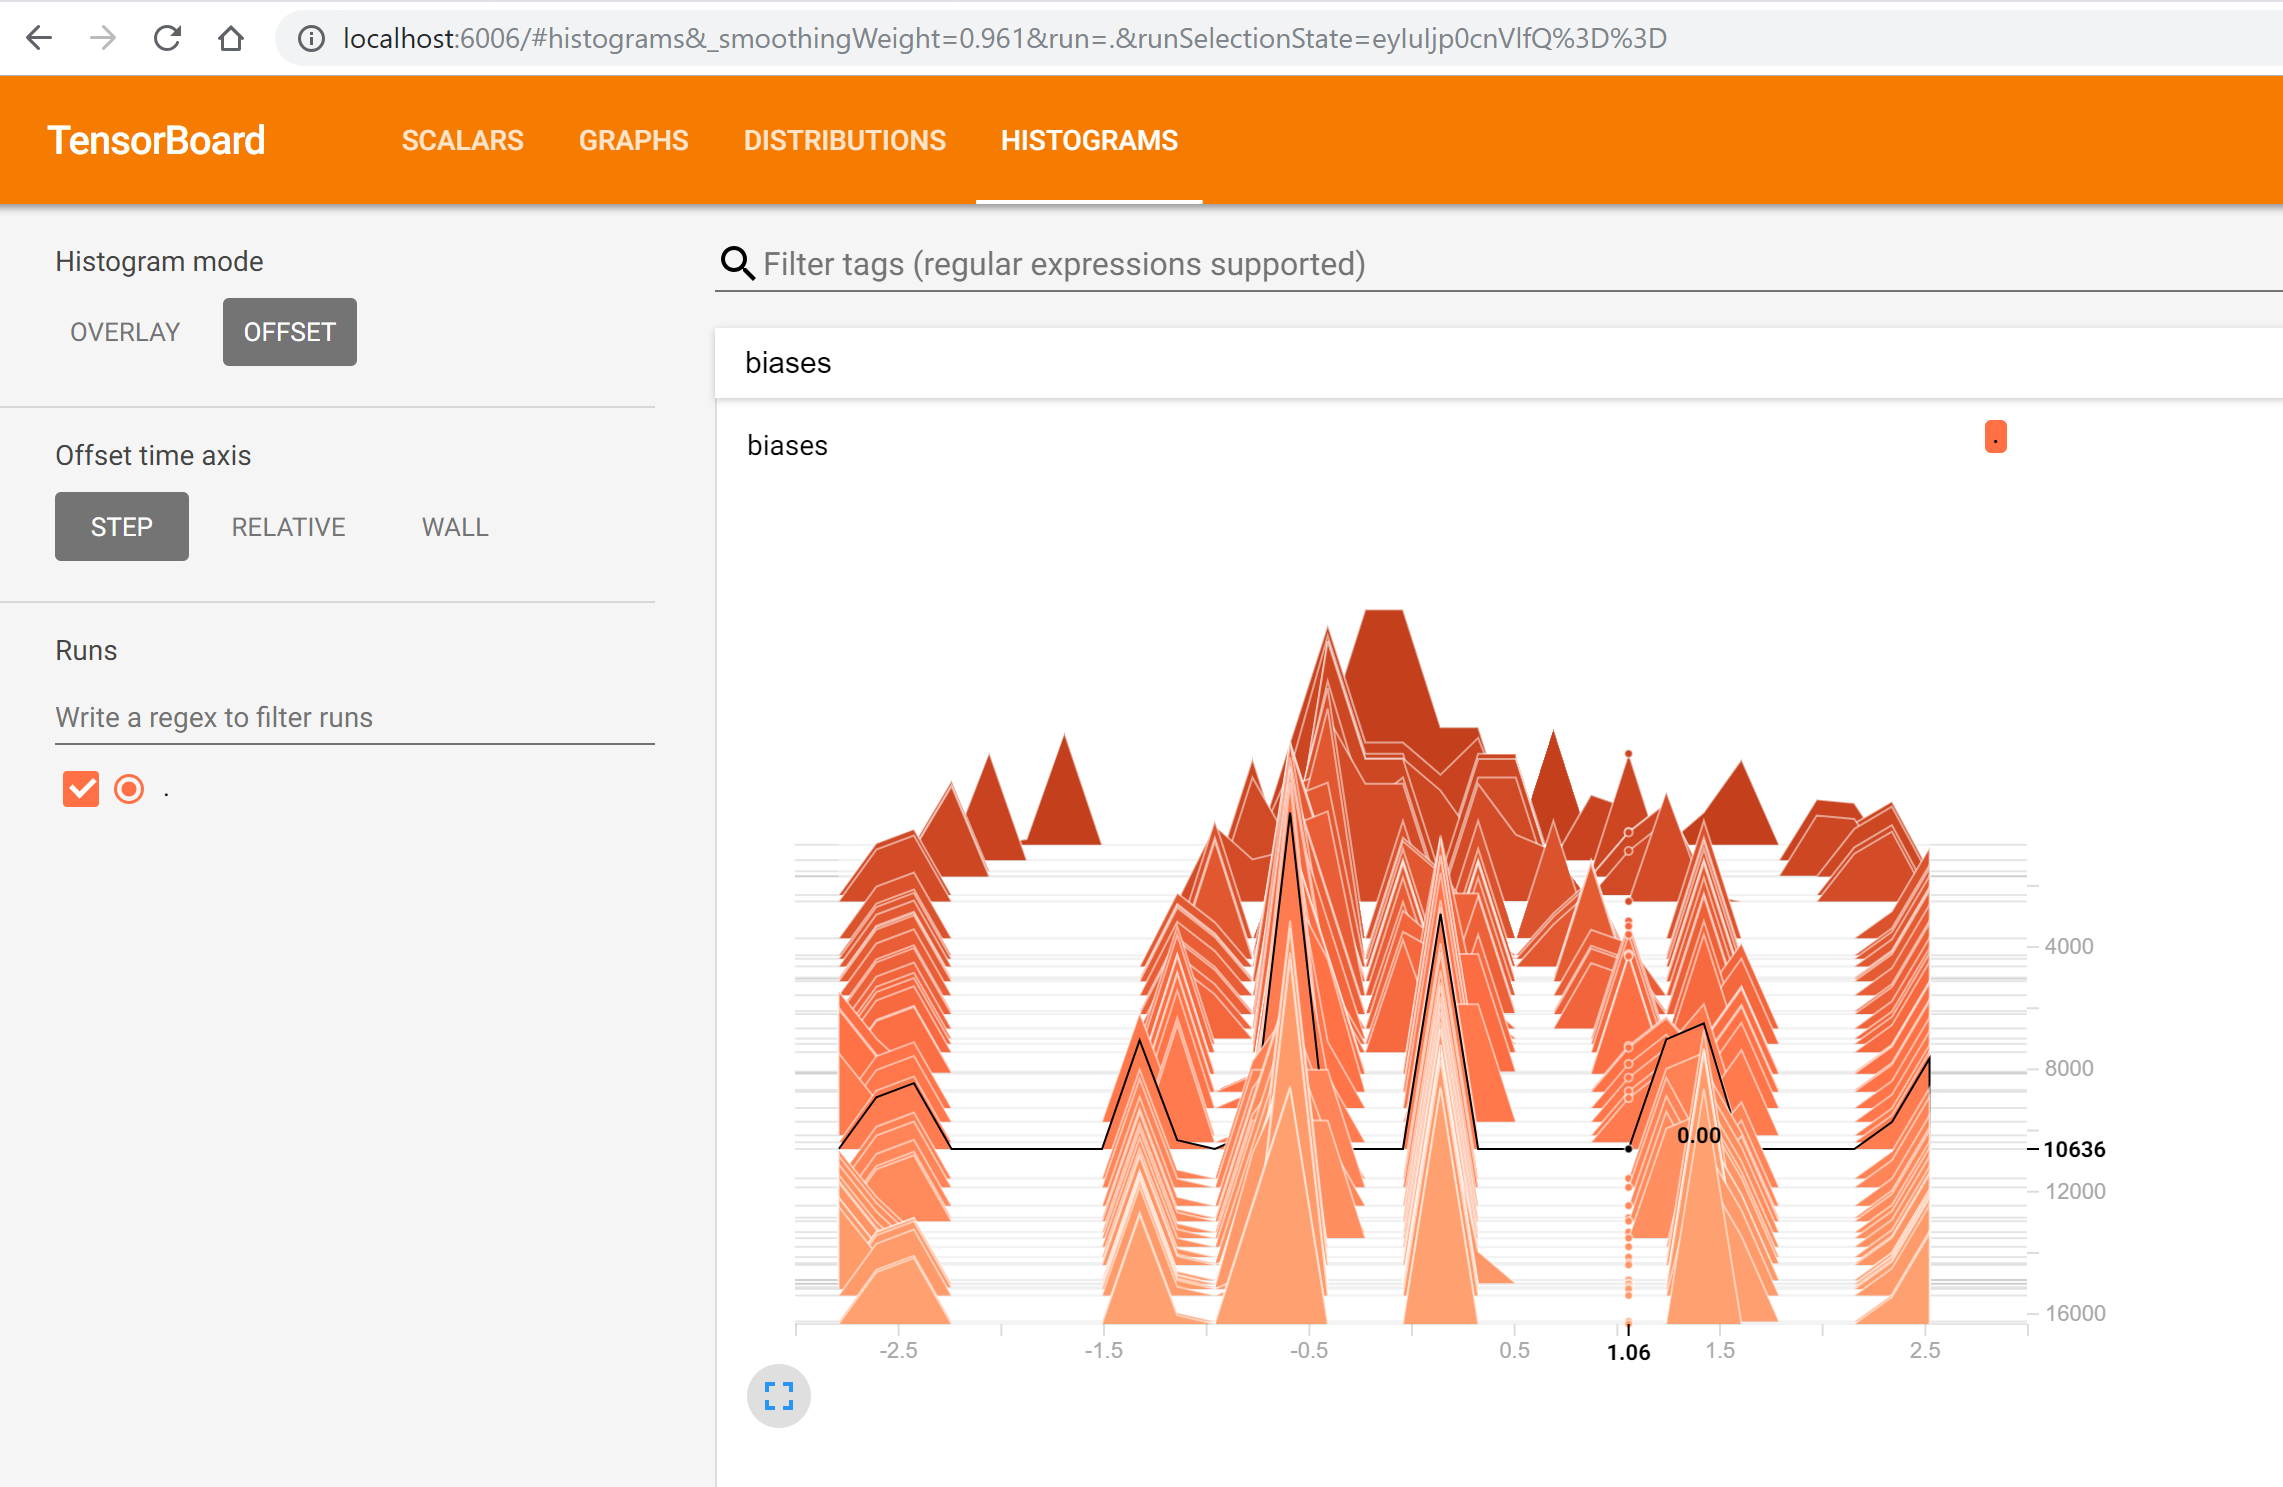 localhost:6006/#histograms&_smoothingWeight=0.961&run=.&runSelectionState=eyIuIjp0cnVlfQ%3D%3D
TensorBoard SCALARS GRAPHS DISTRIBUTIONS HISTOGRAMS
Histogram mode
OVERLAY OFFSET
Offset time axis
STEP RELATIVE WALL
Runs
Write a regex to filter runs
.
Filter tags (regular expressions supported)
biases
biases
.
4000
8000
0.00
10636
12000
16000
-2.5 -1.5 -0.5 0.5 1.06 1.5 2.5